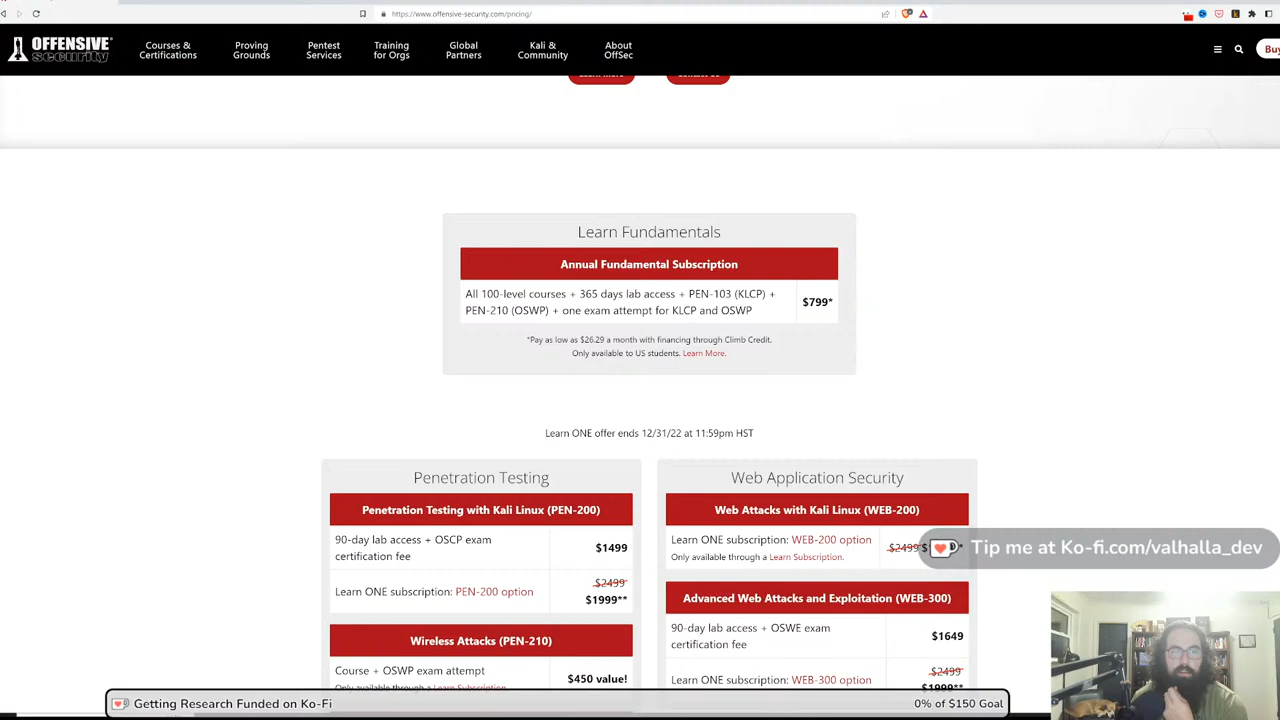 https://www.offensive-security.com/pricing/
OFFENSIVE
security
Courses &
Certifications
Proving
Grounds
Pentest
Services
Training
for Orgs
Global
Partners
Kali &
Community
About
OffSec
Learn Fundamentals
Annual Fundamental Subscription
All 100-level courses + 365 days lab access + PEN-103 (KLCP) +
PEN-210 (OSWP) + one exam attempt for KLCP and OSWP
$799*
*Pay as low as $26.29 a month with financing through Climb Credit.
Only available to US students. Learn More.
Learn ONE offer ends 12/31/22 at 11:59pm HST
Penetration Testing
Penetration Testing with Kali Linux (PEN-200)
90-day lab access + OSCP exam
certification fee
$1499
Learn ONE subscription: PEN-200 option
$2499
$1999**
Wireless Attacks (PEN-210)
Course + OSWP exam attempt
Only available through a Learn Subscription.
$450 value!
Web Application Security
Web Attacks with Kali Linux (WEB-200)
Learn ONE subscription: WEB-200 option
Only available through a Learn Subscription.
$2499
Advanced Web Attacks and Exploitation (WEB-300)
90-day lab access + OSWE exam
certification fee
$1649
Learn ONE subscription: WEB-300 option
$2499
$1999**
Tip me at Ko-fi.com/valhalla_dev
Getting Research Funded on Ko-Fi
0% of $150 Goal